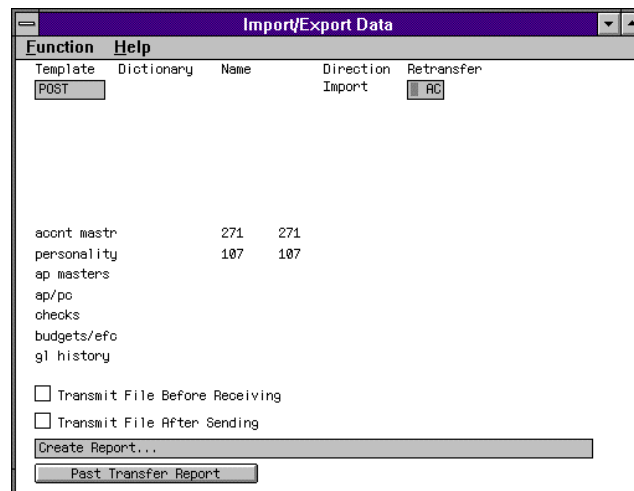 Import/Export Data
Function Help
Template Dictionary Name Direction Retransfer
POST Import AC
accnt mastr 271 271
personality 107 107
ap masters
ap/pc
checks
budgets/efc
gl history
Transmit File Before Receiving
Transmit File After Sending
Create Report...
Past Transfer Report